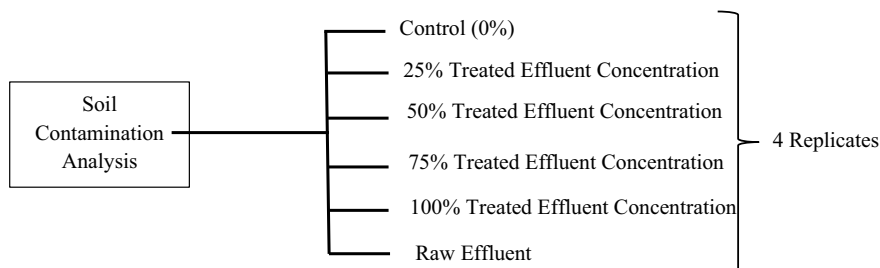 Soil
Contamination
Analysis
Control (0%)
25% Treated Effluent Concentration
50% Treated Effluent Concentration
75% Treated Effluent Concentration
100% Treated Effluent Concentration
Raw Effluent
4 Replicates